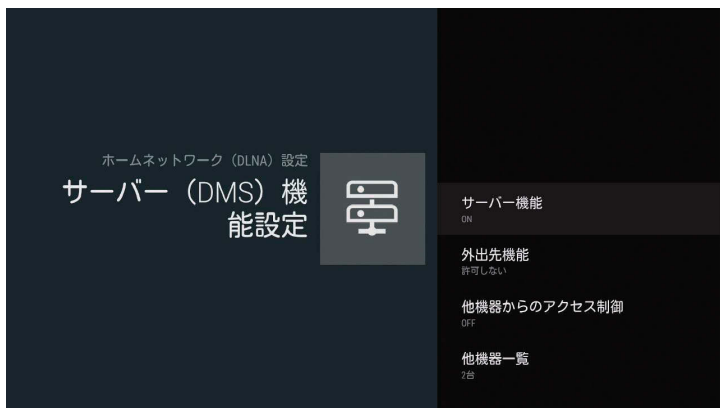 ホームネットワーク（DLNA）設定
サーバー（DMS）機
能設定
サーバー機能
ON
外出先機能
許可しない
他機器からのアクセス制御
OFF
他機器一覧
2台